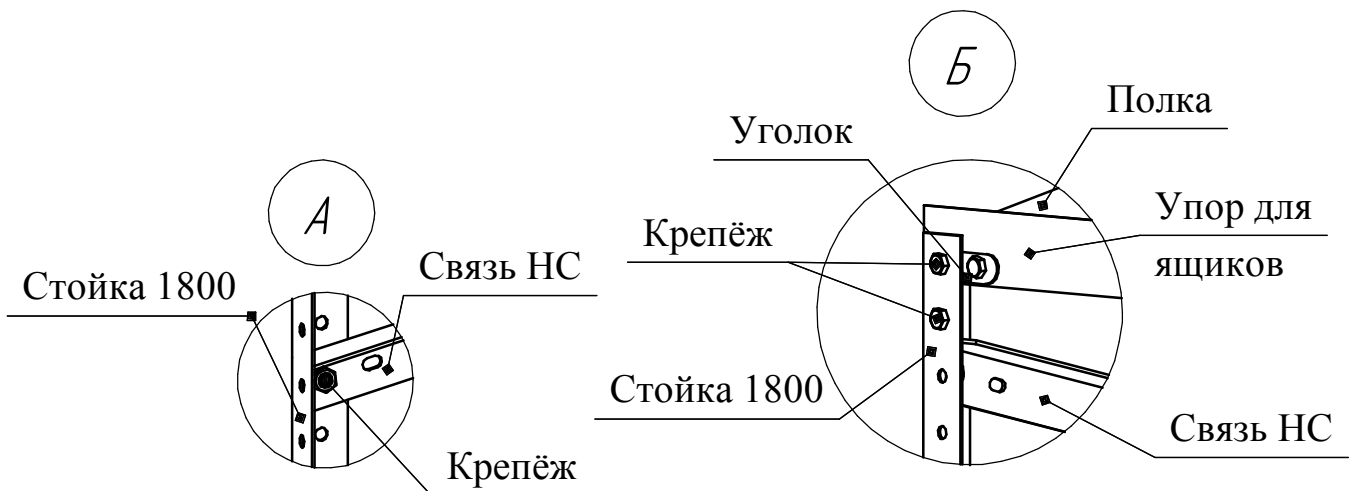 А
Стойка 1800
Связь НС
Крепёж
Б
Полка
Уголок
Упор для
ящиков
Крепёж
Стойка 1800
Связь НС